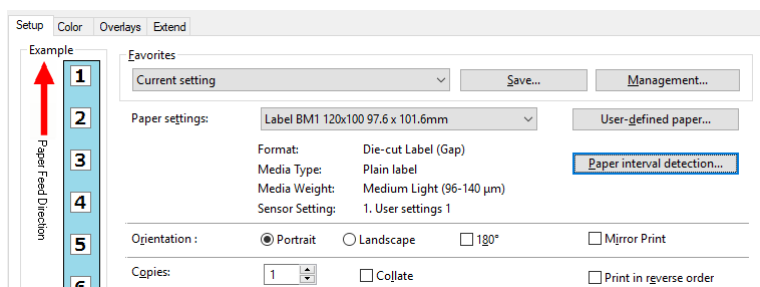 Setup Color Overlays Extend
Example
Paper Feed Direction
1
2
3
4
5
6
Favorites
Current setting Save... Management...
Paper settings: Label BM1 120x100 97.6 x 101.6mm User-defined paper...
Format: Die-cut Label (Gap)
Paper interval detection...
Media Type: Plain label
Media Weight: Medium Light (96-140 µm)
Sensor Setting: 1. User settings 1
Orientation : Portrait Landscape 180° Mirror Print
Copies: 1 Collate Print in reverse order